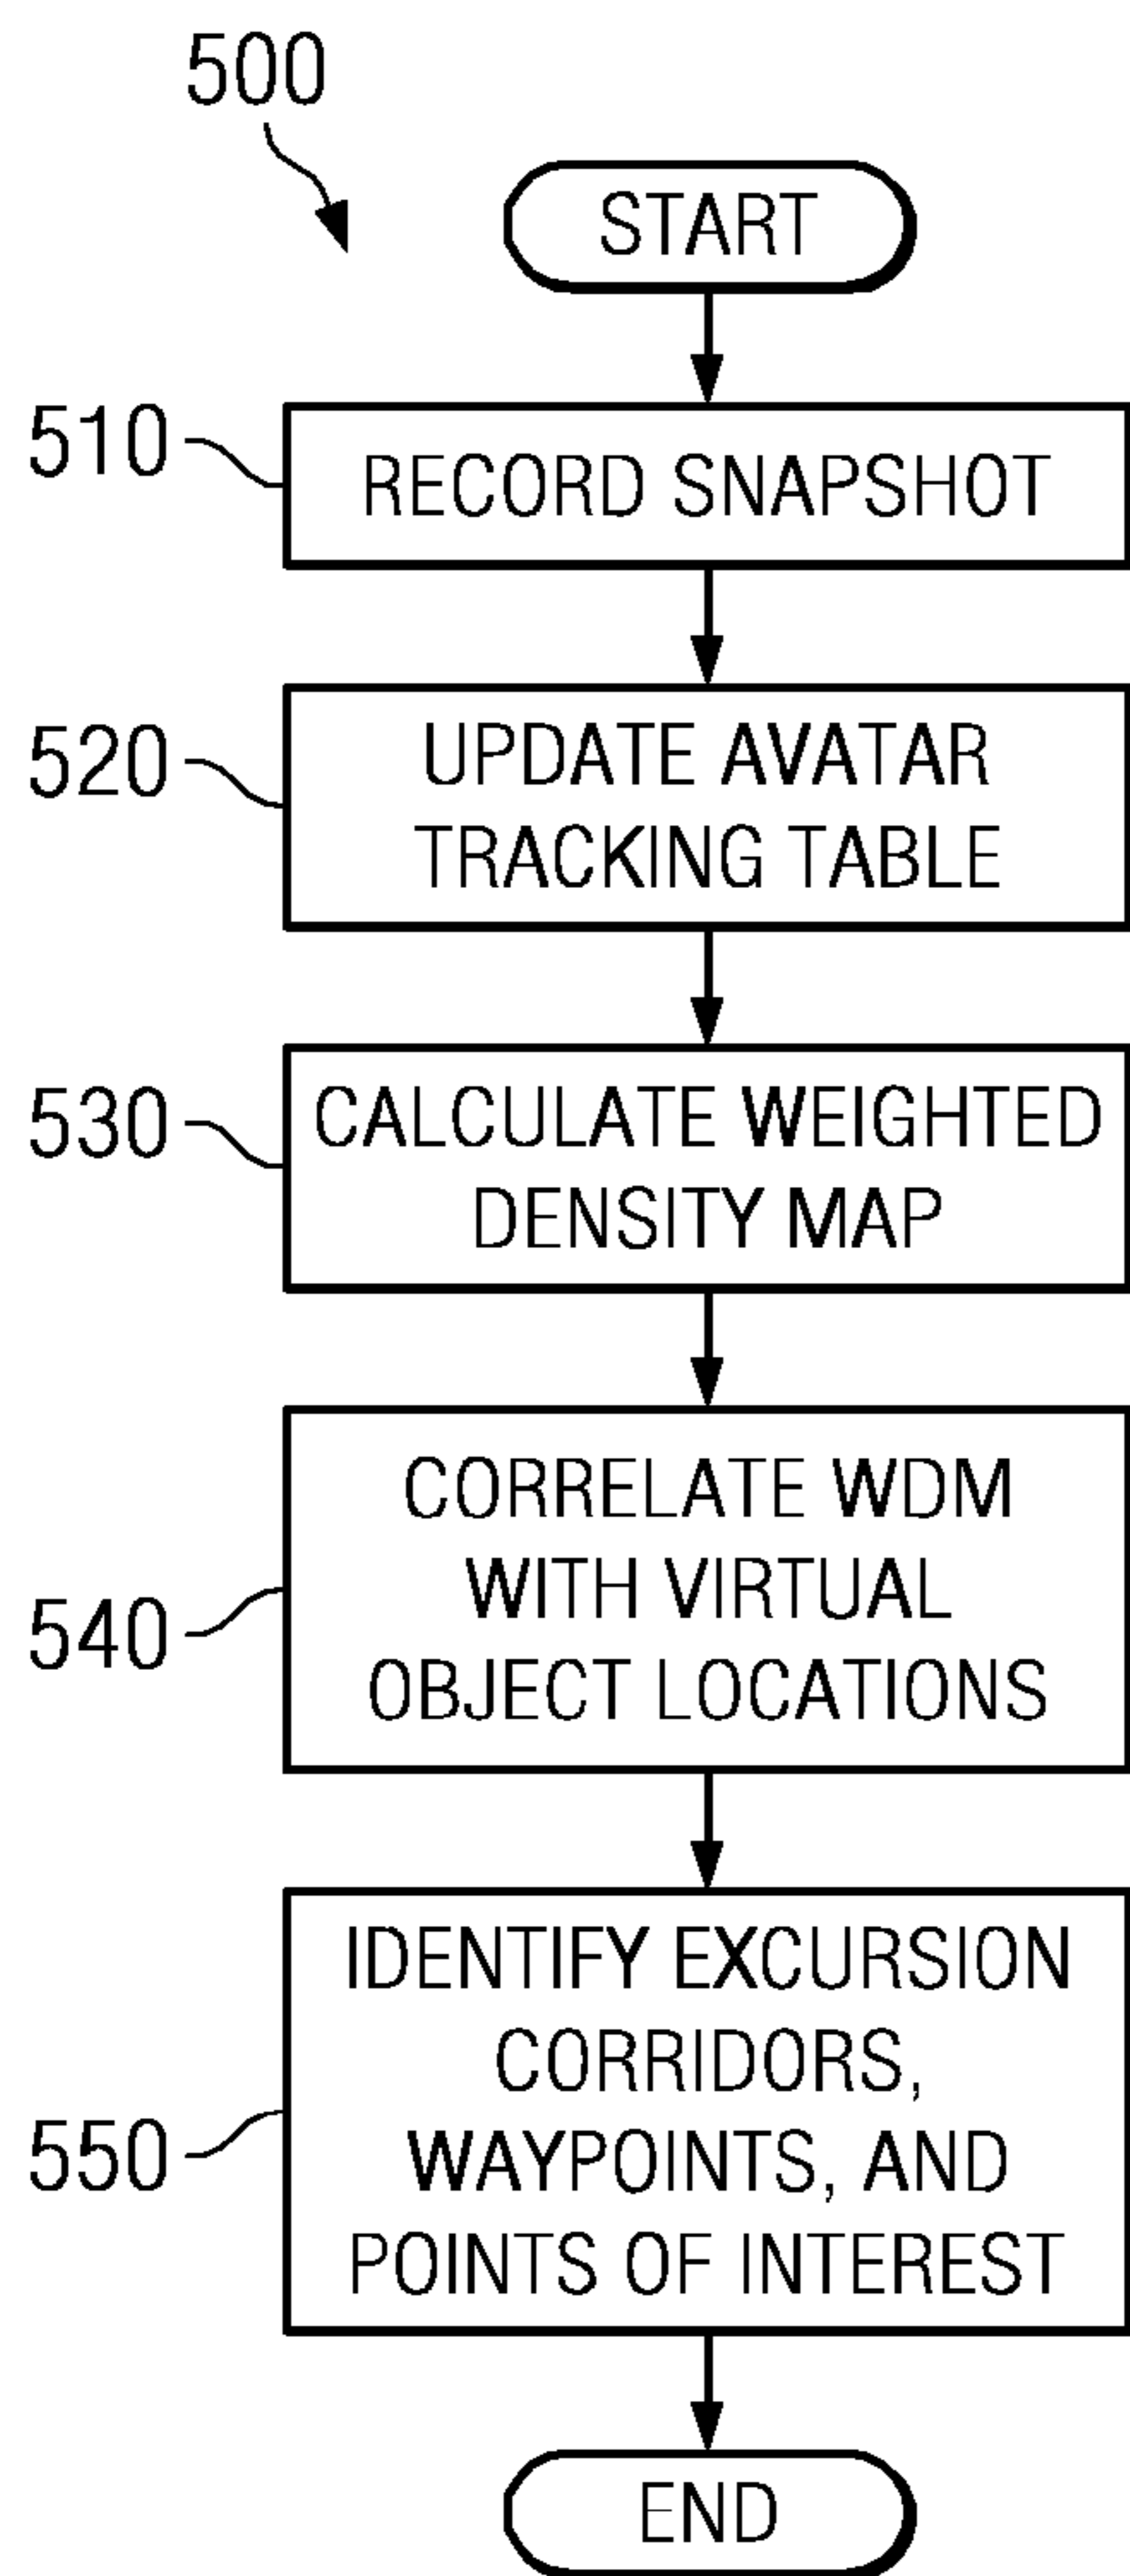 500
START
510
RECORD SNAPSHOT
520
UPDATE AVATAR
TRACKING TABLE
530
CALCULATE WEIGHTED
DENSITY MAP
540
CORRELATE WDM
WITH VIRTUAL
OBJECT LOCATIONS
550
IDENTIFY EXCURSION
CORRIDORS,
WAYPOINTS, AND
POINTS OF INTEREST
END